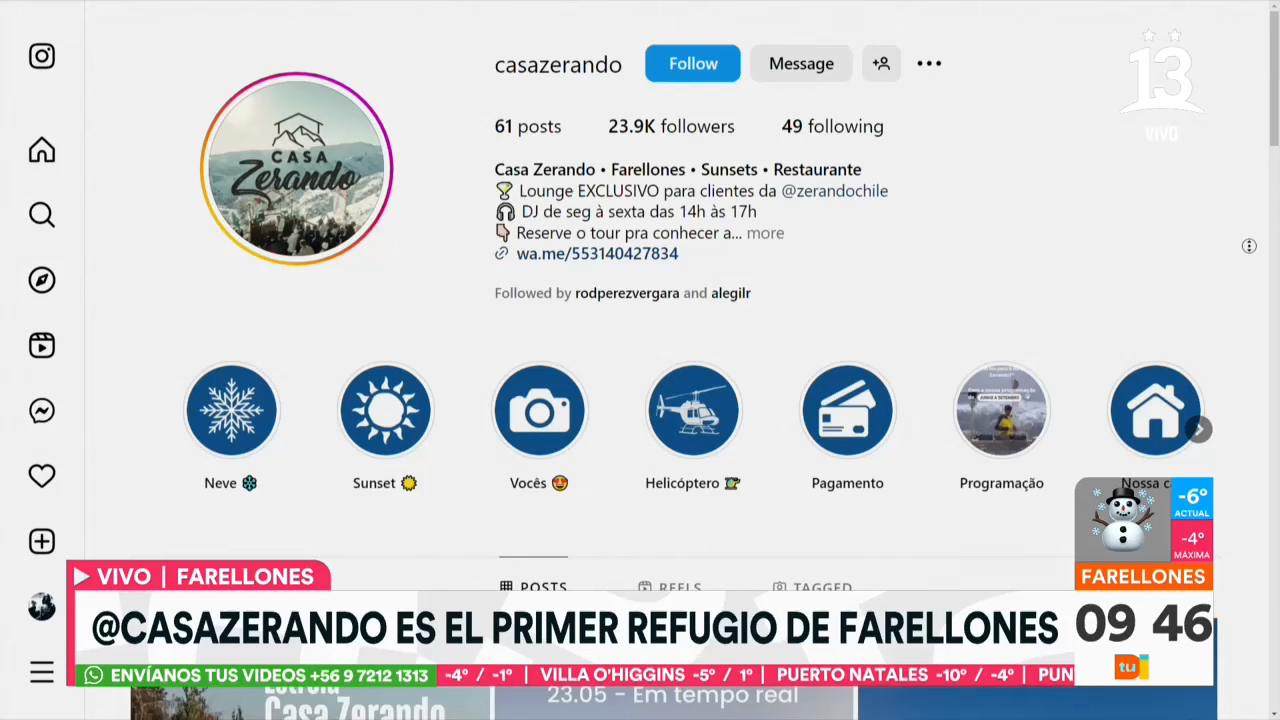 casazerando
Follow
Message
61 posts
23.9K followers
49 following
Casa Zerando • Farellones • Sunsets • Restaurante
🏆 Lounge EXCLUSIVO para clientes da @zerandochile
🎧 DJ de seg à sexta das 14h às 17h
👇🏽 Reserve o tour pra conhecer a... more
wa.me/553140427834
Followed by rodperezvergara and alegilr
CASA
Zerando
13
VIVO
Neve ❄️
Sunset 🌞
Vocês 😍
Helicóptero 🚁
Pagamento
Programação
Nossa c
JUNHO A SETEMBRO
POSTS
REELS
TAGGED
-6°
ACTUAL
-4°
MÁXIMA
FARELLONES
VIVO | FARELLONES
@CASAZERANDO ES EL PRIMER REFUGIO DE FARELLONES
09 46
tu
ENVÍANOS TUS VIDEOS +56 9 7212 1313
-4° / -1° | VILLA O'HIGGINS -5° / 1° | PUERTO NATALES -10° / -4° | PUN
Casa Zerando
23.05 - Em tempo real